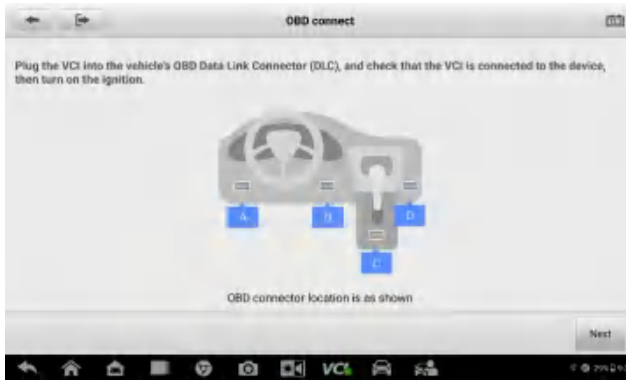 OBD connect
Plug the VCI into the vehicle's OBD Data Link Connector (DLC), and check that the VCI is connected to the device,
then turn on the ignition.
A
B
D
C
OBD connector location is as shown
Next
VCI